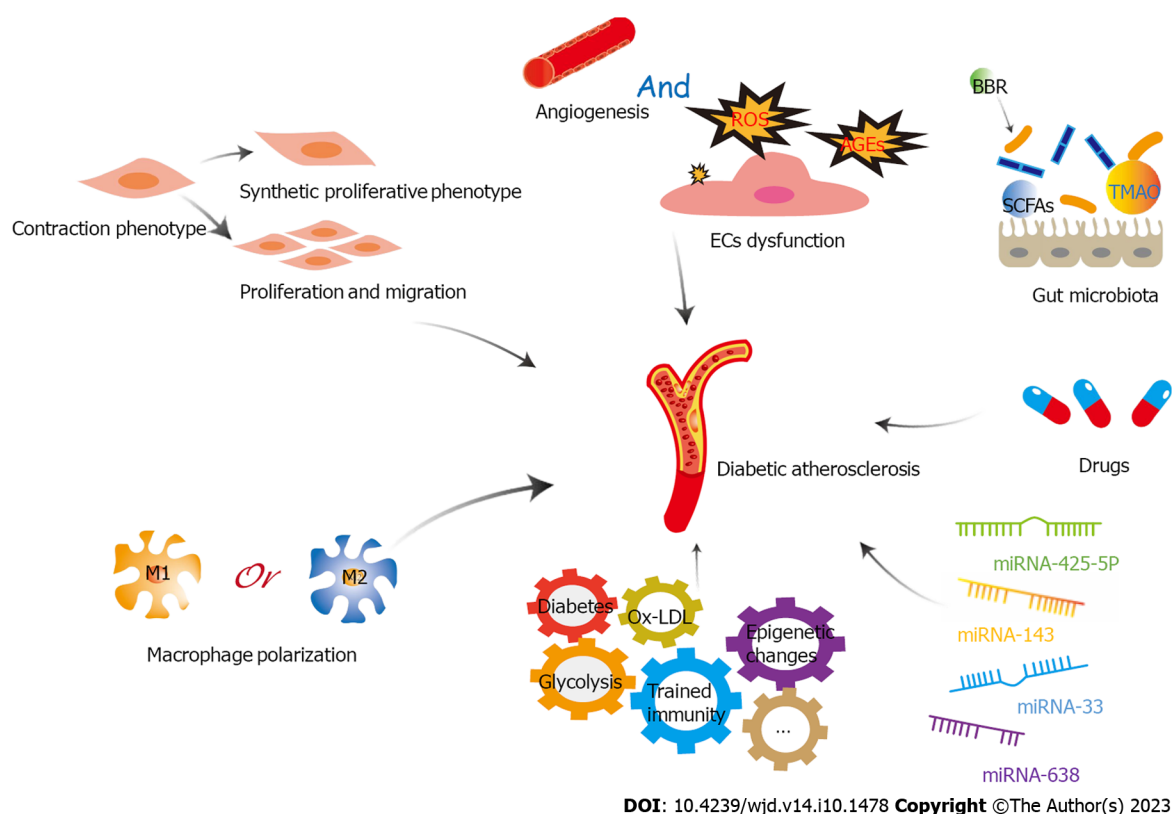 Angiogenesis
And
ROS
AGEs
ECs dysfunction
BBR
SCFAs
TMAO
Gut microbiota
Contraction phenotype
Synthetic proliferative phenotype
Proliferation and migration
Diabetic atherosclerosis
Drugs
M1
Or
M2
Macrophage polarization
Diabetes
Ox-LDL
Glycolysis
Trained
immunity
Epigenetic
changes
...
miRNA-425-5P
miRNA-143
miRNA-33
miRNA-638
DOI: 10.4239/wjd.v14.i10.1478 Copyright ©The Author(s) 2023